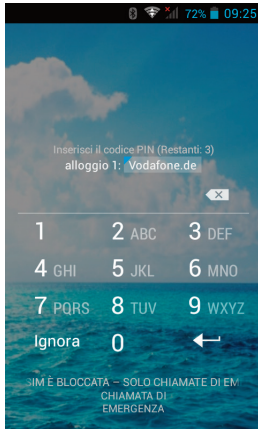 72% 09:25
Inserisci il codice PIN (Restanti: 3)
alloggio 1: Vodafone.de
1 2 ABC 3 DEF
4 GHI 5 JKL 6 MNO
7 PQRS 8 TUV 9 WXYZ
Ignora 0
SIM È BLOCCATA – SOLO CHIAMATE DI EM
CHIAMATA DI
EMERGENZA